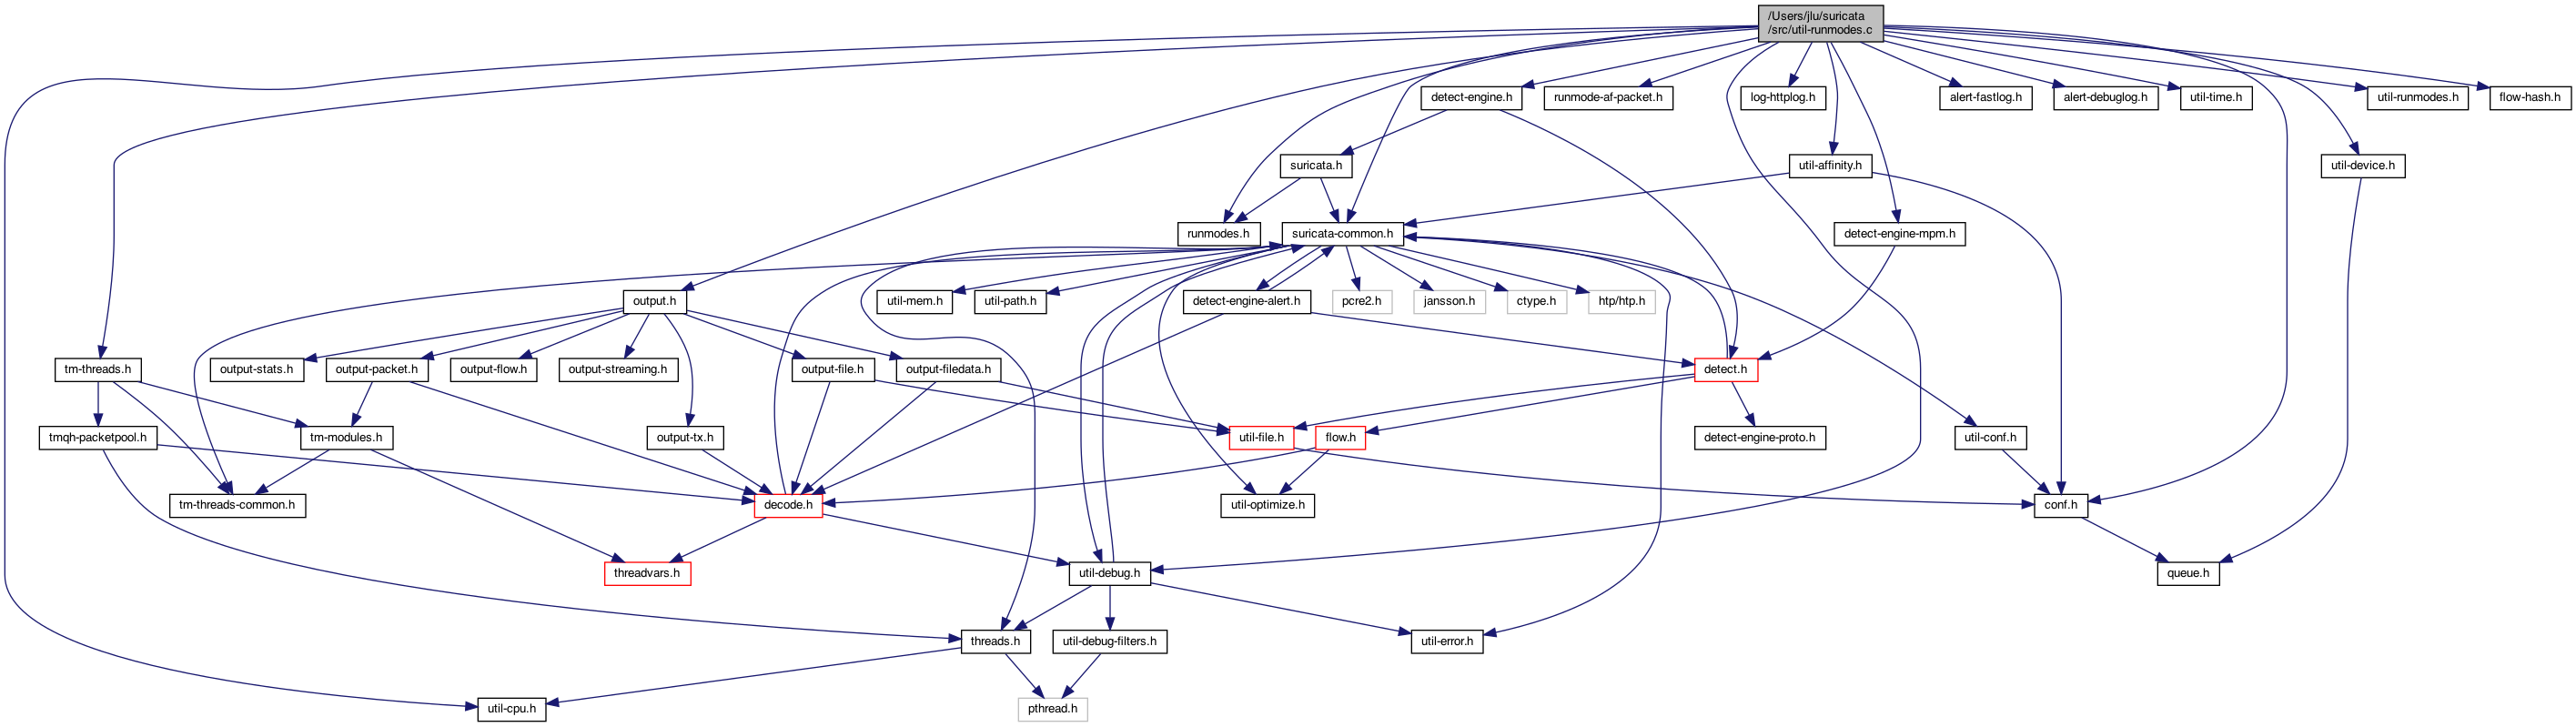 /Users/jlu/suricata
/src/util-runmodes.c
detect-engine.h
runmode-af-packet.h
log-httplog.h
alert-fastlog.h
alert-debuglog.h
util-time.h
util-runmodes.h
flow-hash.h
suricata.h
util-affinity.h
util-device.h
runmodes.h
suricata-common.h
detect-engine-mpm.h
output.h
util-mem.h
util-path.h
detect-engine-alert.h
pcre2.h
jansson.h
ctype.h
htp/htp.h
tm-threads.h
output-stats.h
output-packet.h
output-flow.h
output-streaming.h
output-file.h
output-filedata.h
detect.h
tmqh-packetpool.h
tm-modules.h
output-tx.h
util-file.h
flow.h
detect-engine-proto.h
util-conf.h
tm-threads-common.h
decode.h
util-optimize.h
conf.h
threadvars.h
util-debug.h
queue.h
threads.h
util-debug-filters.h
util-error.h
util-cpu.h
pthread.h